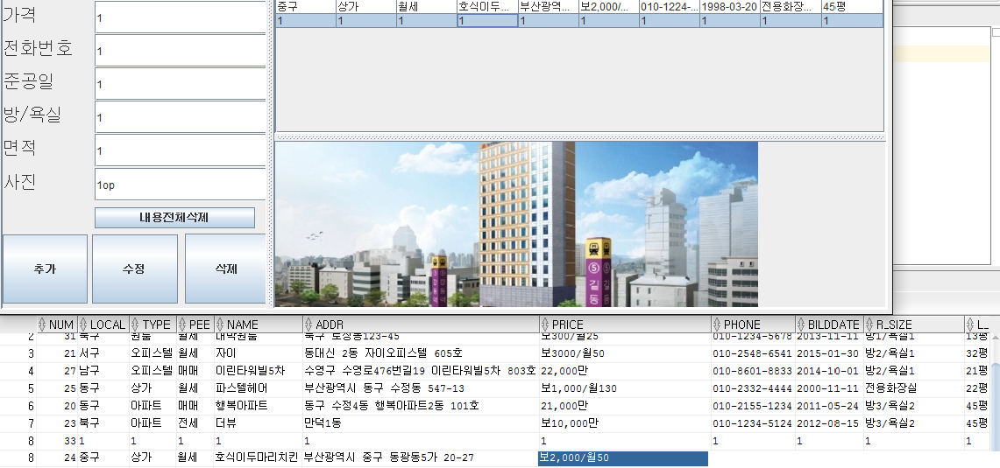 가격 1
전화번호 1
준공일 1
방/욕실 1
면적 1
사진 1op
내용전체삭제
추가 수정 삭제
중구 상가 월세 호식이두... 부산광역... 보2,000/... 010-1224-... 1998-03-20 전용화장... 45평
1 1 1 1 1 1 1 1 1 1
5 길동역
5 길동
NUM LOCAL TYPE PEE NAME ADDR PRICE PHONE BILDDATE R_SIZE L_
2 31 북구 원룸 월세 대박원룸 북구 123-45 보300/월25 010-1234-5678 2013-11-11 방1/욕실1 13평
3 21 서구 오피스텔 월세 자이 동대신 2동 자이오피스텔 605호 보3000/월50 010-2548-6541 2015-01-30 방2/욕실1 32평
4 27 남구 오피스텔 매매 이린타워빌5차 수영구 수영로476번길19 이린타워빌5차 803호 22,000만 010-8601-8833 2014-10-01 방2/욕실1 21평
5 25 동구 상가 월세 파스텔헤어 부산광역시 동구 수정동 547-13 보1,000/월130 010-2332-4444 2000-11-11 전용화장실 22평
6 20 동구 아파트 매매 행복아파트 동구 수정4동 행복아파트2동 101호 21,000만 010-2155-1234 2011-05-24 방3/욕실2 45평
7 23 북구 아파트 전세 더뷰 만덕1동 보10,000만 010-1234-5124 2012-08-15 방3/욕실2 45평
8 33 1 1 1 1 1 1 1 1 1 1
8 24 중구 상가 월세 호식이두마리치킨 부산광역시 중구 동광동5가 20-27 보2,000/월50